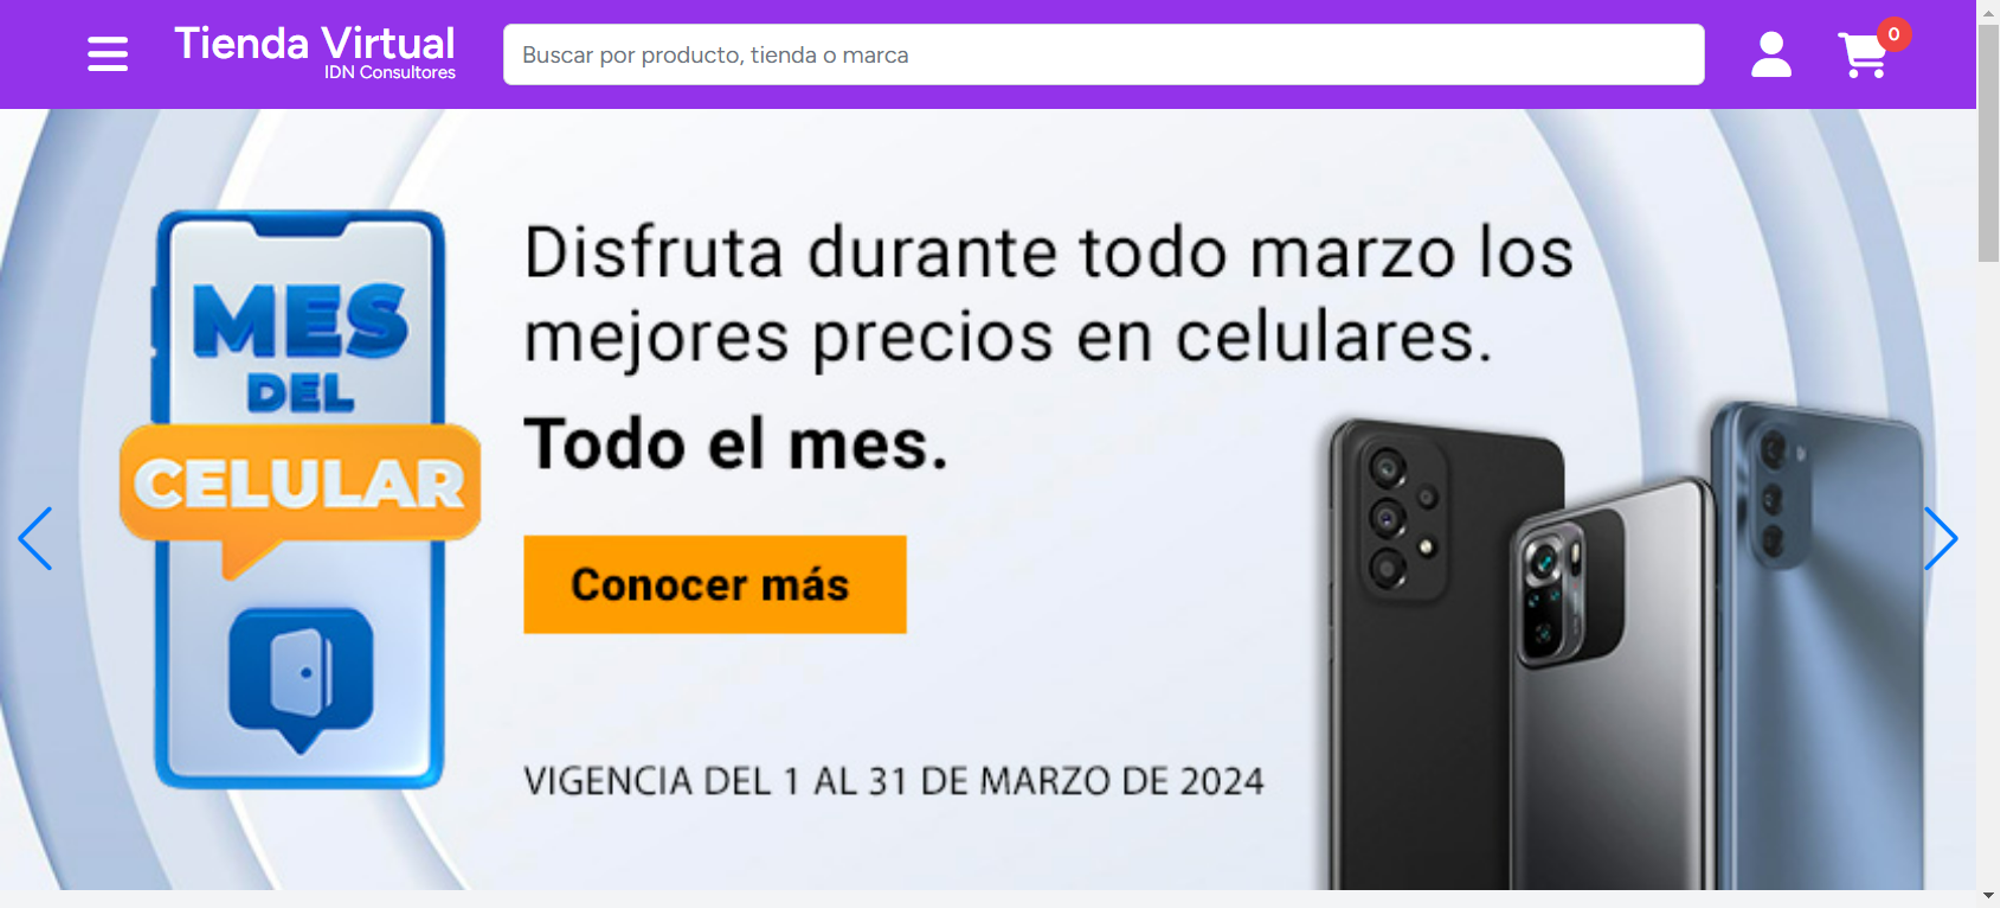 Tienda Virtual
IDN Consultores
Buscar por producto, tienda o marca
0
MES
DEL
CELULAR
Disfruta durante todo marzo los
mejores precios en celulares.
Todo el mes.
Conocer más
VIGENCIA DEL 1 AL 31 DE MARZO DE 2024